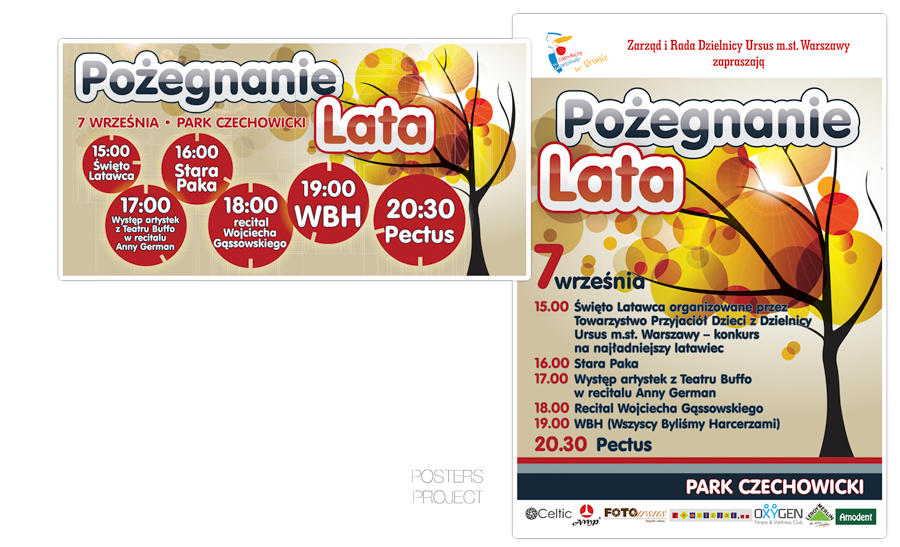 Pożegnanie
Lata
7 WRZEŚNIA • PARK CZECHOWICKI
15:00
Święto
Latawca
16:00
Stara
Paka
17:00
Występ artystek
z Teatru Buffo
w recitalu
Anny German
18:00
recital
Wojciecha
Gąssowskiego
19:00
WBH
20:30
Pectus
POSTERS
PROJECT
w Ursusie
Zarząd i Rada Dzielnicy Ursus m.st. Warszawy
zapraszają
Pożegnanie
Lata
7 września
15.00 Święto Latawca organizowane przez
Towarzystwo Przyjaciół Dzieci z Dzielnicy
Ursus m.st. Warszawy – konkurs
na najładniejszy latawiec
16.00 Stara Paka
17.00 Występ artystek z Teatru Buffo
w recitalu Anny German
18.00 Recital Wojciecha Gąssowskiego
19.00 WBH (Wszyscy Byliśmy Harcerzami)
20.30 Pectus
PARK CZECHOWICKI
Celtic
FOTOursus
OXYGEN
Fitness & Wellness Club
LEROY MERLIN
Amodent